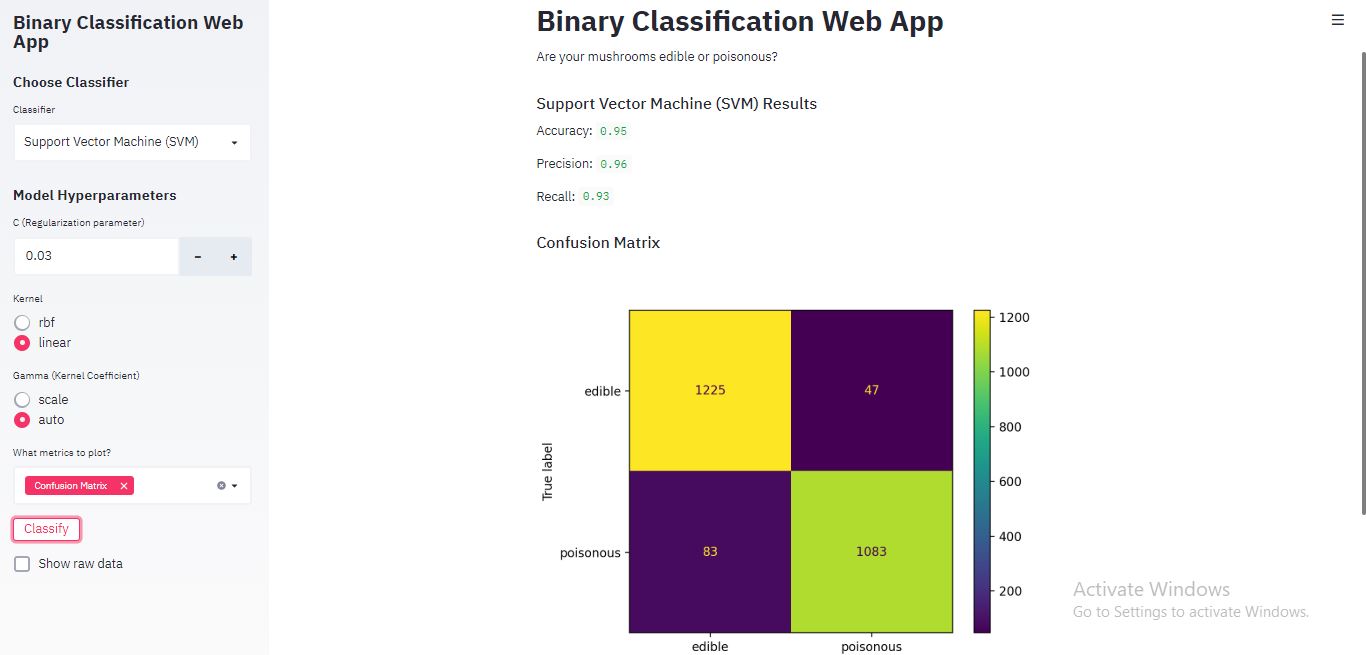 Binary Classification Web
App
Choose Classifier
Classifier
Support Vector Machine (SVM)
Model Hyperparameters
C (Regularization parameter)
0.03
-
+
Kernel
rbf
linear
Gamma (Kernel Coefficient)
scale
auto
What metrics to plot?
Confusion Matrix ×
Classify
Show raw data
Binary Classification Web App
Are your mushrooms edible or poisonous?
Support Vector Machine (SVM) Results
Accuracy: 0.95
Precision: 0.96
Recall: 0.93
Confusion Matrix
True label
edible
1225
47
poisonous
83
1083
edible
poisonous
1200
1000
800
600
400
200
Activate Windows
Go to Settings to activate Windows.